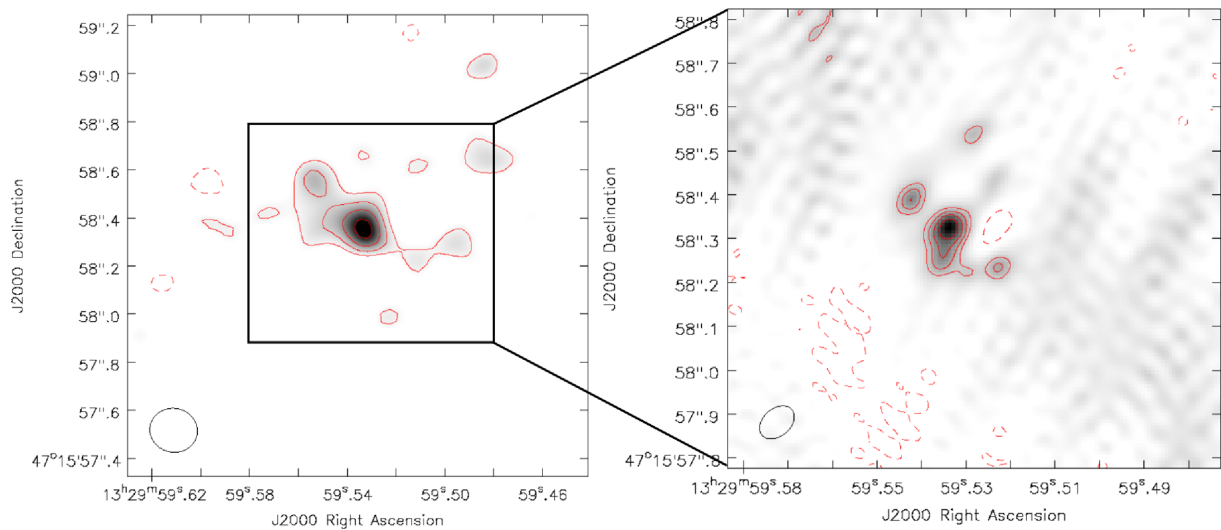 59".2
59".0
58".8
58".6
58".4
58".2
58".0
57".8
57".6
47°15'57".4
J2000 Declination
13ʰ29ᵐ59ˢ.62
59ˢ.58
59ˢ.54
59ˢ.50
59ˢ.46
J2000 Right Ascension
58".8
58".7
58".6
58".5
58".4
58".3
58".2
58".1
58".0
57".9
47°15'57".8
J2000 Declination
13ʰ29ᵐ59ˢ.58
59ˢ.55
59ˢ.53
59ˢ.51
59ˢ.49
J2000 Right Ascension